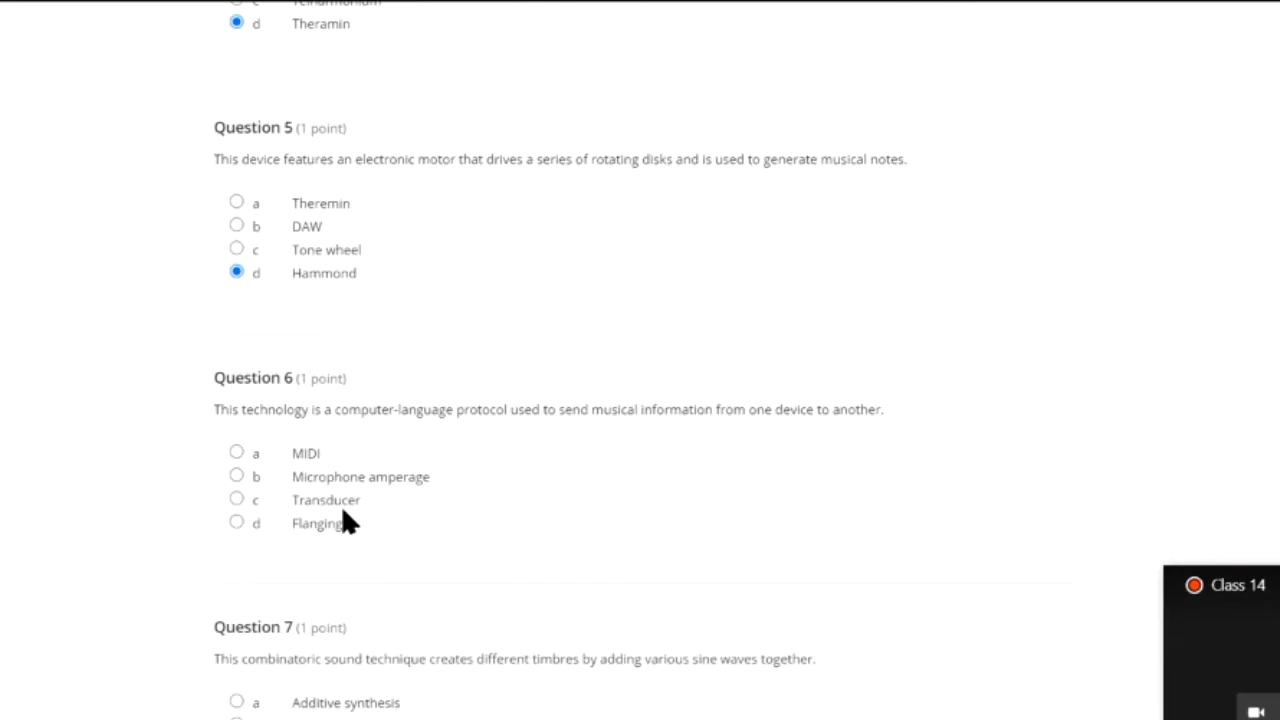 c Telharmonium
d Theramin
Question 5 (1 point)
This device features an electronic motor that drives a series of rotating disks and is used to generate musical notes.
a Theremin
b DAW
c Tone wheel
d Hammond
Question 6 (1 point)
This technology is a computer-language protocol used to send musical information from one device to another.
a MIDI
b Microphone amperage
c Transducer
d Flanging
Class 14
Question 7 (1 point)
This combinatoric sound technique creates different timbres by adding various sine waves together.
a Additive synthesis